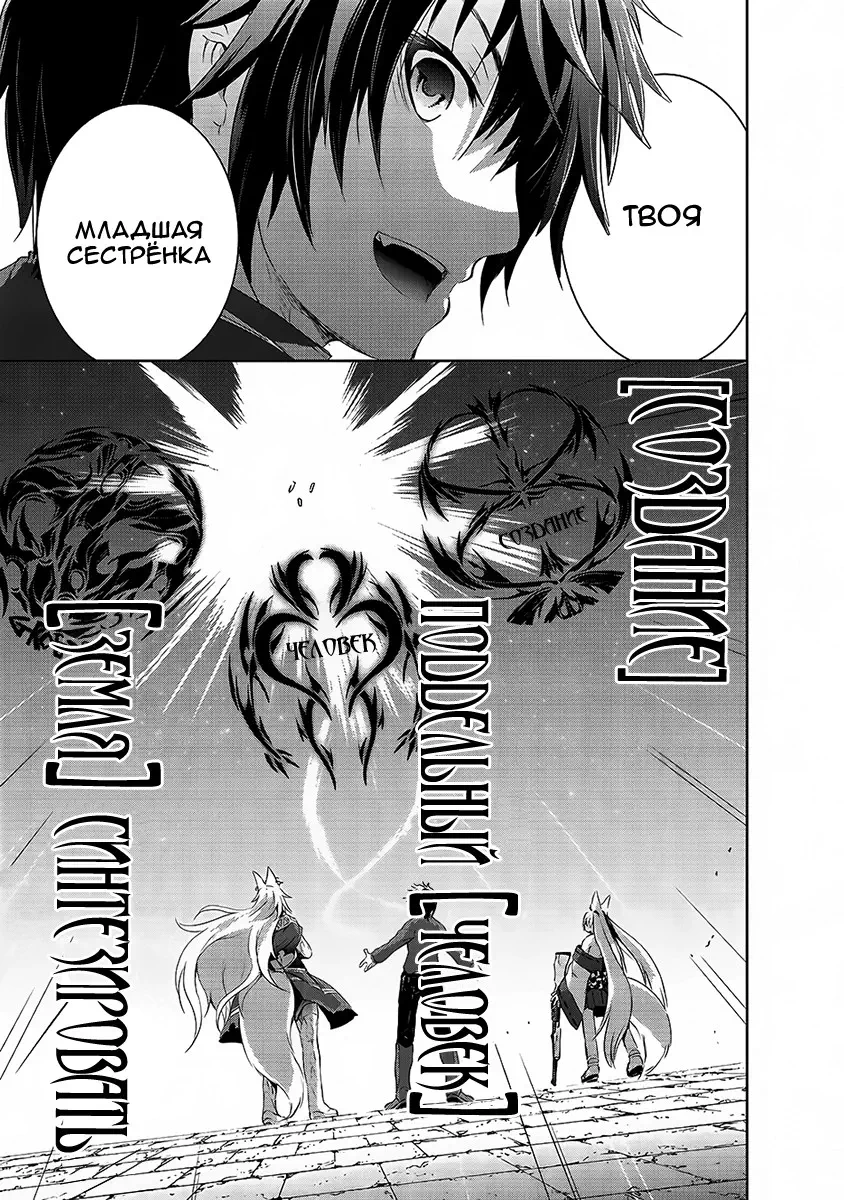 ТВОЯ
МЛАДШАЯ
СЕСТРЁНКА
[СОЗДАНИЕ]
СОЗДАНИЕ
ПОДДЕЛЬНЫЙ [ЧЕЛОВЕК]
ЧЕЛОВЕК
[ЗЕМЛЯ] СИНТЕЗИРОВАТЬ